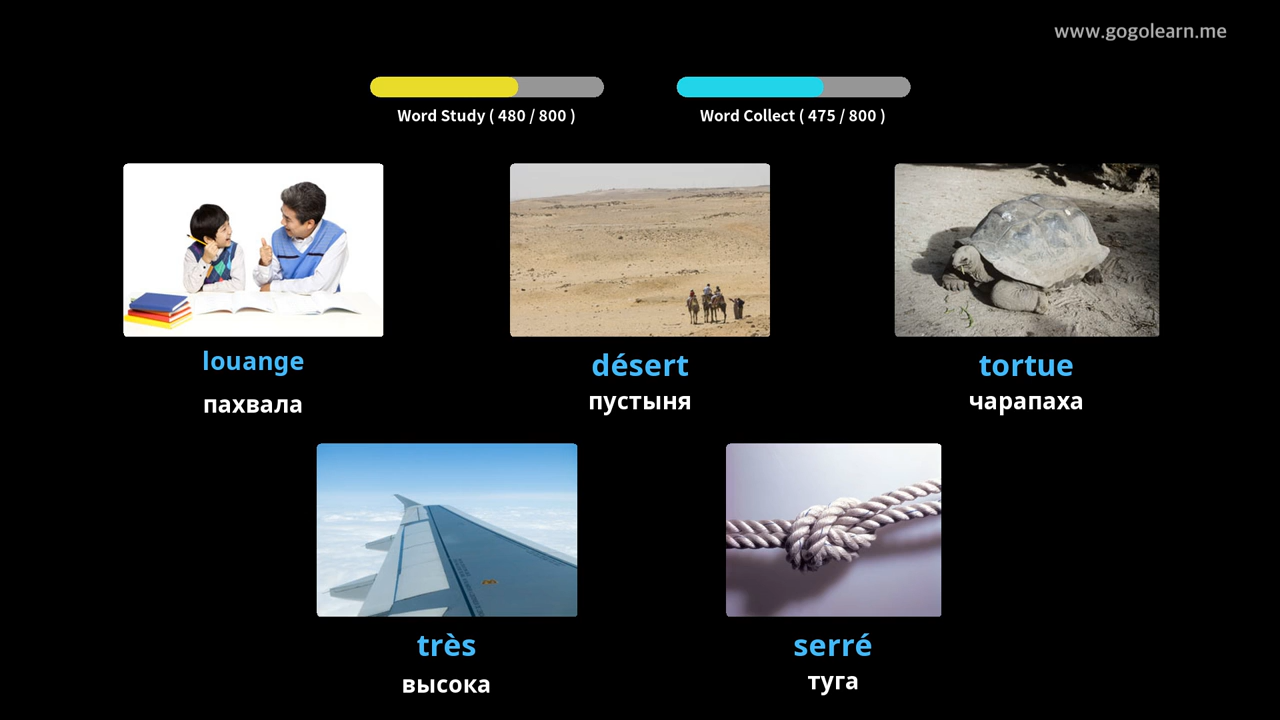 www.gogolearn.me
Word Study ( 480 / 800 )
Word Collect ( 475 / 800 )
louange
пахвала
désert
пустыня
tortue
чарапаха
très
высока
serré
туга